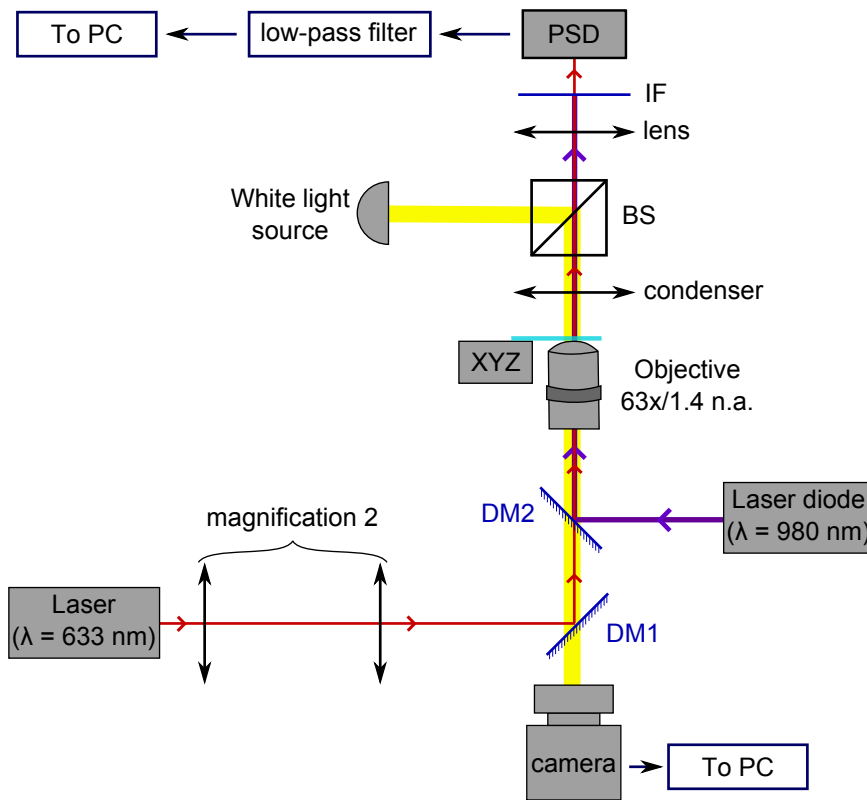 To PC
low-pass filter
PSD
IF
lens
White light
source
BS
condenser
XYZ
Objective
63x/1.4 n.a.
magnification 2
DM2
Laser diode
(λ = 980 nm)
Laser
(λ = 633 nm)
DM1
camera
To PC